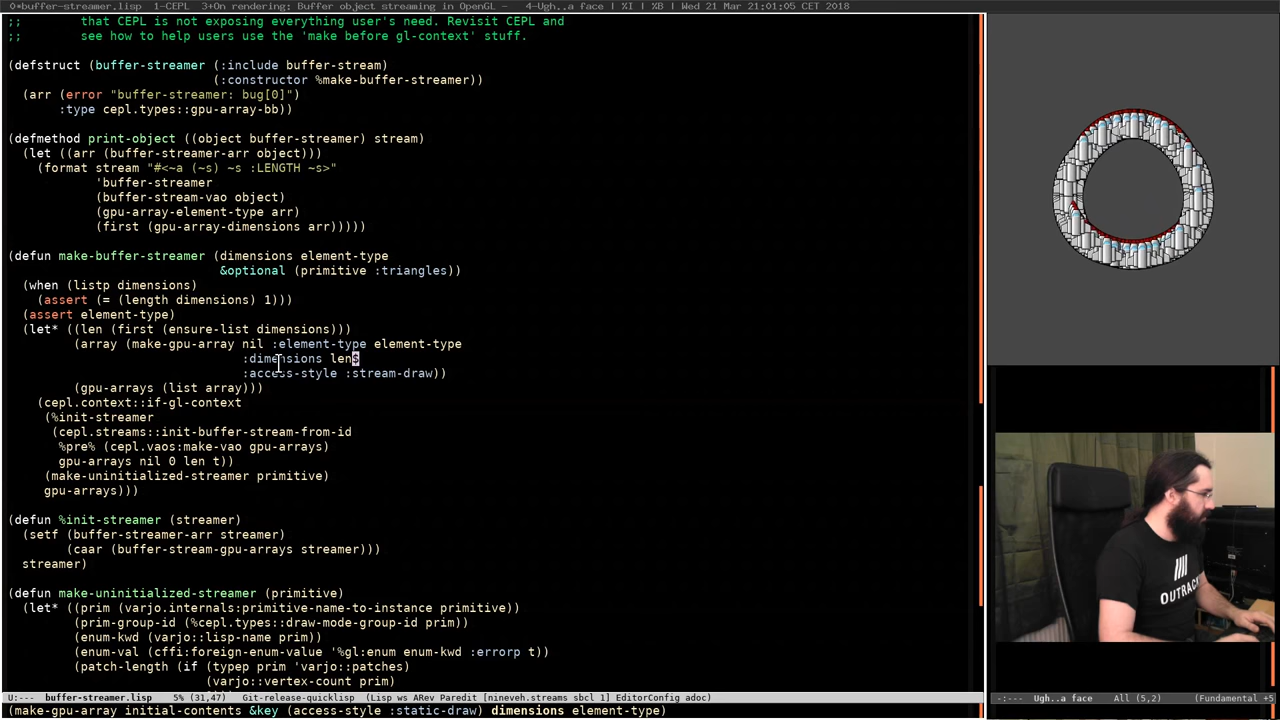 0*buffer-streamer.lisp  1-CEPL  3+On rendering: Buffer object streaming in OpenGL -  4-Ugh..a face | %I | %B | Wed 21 Mar 21:01:05 CET 2018
;;      that CEPL is not exposing everything user's need. Revisit CEPL and
;;      see how to help users use the 'make before gl-context' stuff.
(defstruct (buffer-streamer (:include buffer-stream)
                            (:constructor %make-buffer-streamer))
  (arr (error "buffer-streamer: bug[0]")
       :type cepl.types::gpu-array-bb))
(defmethod print-object ((object buffer-streamer) stream)
  (let ((arr (buffer-streamer-arr object)))
    (format stream "#<~a (~s) ~s :LENGTH ~s>"
            'buffer-streamer
            (buffer-stream-vao object)
            (gpu-array-element-type arr)
            (first (gpu-array-dimensions arr)))))
(defun make-buffer-streamer (dimensions element-type
                             &optional (primitive :triangles))
  (when (listp dimensions)
    (assert (= (length dimensions) 1)))
  (assert element-type)
  (let* ((len (first (ensure-list dimensions)))
         (array (make-gpu-array nil :element-type element-type
                                :dimensions len$
                                :access-style :stream-draw))
         (gpu-arrays (list array)))
    (cepl.context::if-gl-context
     (%init-streamer
      (cepl.streams::init-buffer-stream-from-id
       %pre% (cepl.vaos:make-vao gpu-arrays)
       gpu-arrays nil 0 len t))
     (make-uninitialized-streamer primitive)
     gpu-arrays)))
(defun %init-streamer (streamer)
  (setf (buffer-streamer-arr streamer)
        (caar (buffer-stream-gpu-arrays streamer)))
  streamer)
(defun make-uninitialized-streamer (primitive)
  (let* ((prim (varjo.internals:primitive-name-to-instance primitive))
         (prim-group-id (%cepl.types::draw-mode-group-id prim))
         (enum-kwd (varjo::lisp-name prim))
         (enum-val (cffi:foreign-enum-value '%gl:enum enum-kwd :errorp t))
         (patch-length (if (typep prim 'varjo::patches)
                           (varjo::vertex-count prim)
U:---  buffer-streamer.lisp   5% (31,47)   Git-release-quicklisp  (Lisp ws ARev Paredit [nineveh.streams sbcl 1] EditorConfig adoc)
(make-gpu-array initial-contents &key (access-style :static-draw) dimensions element-type)
OUTRACK
-:---  Ugh..a face   All (5,2)   (Fundamental +5